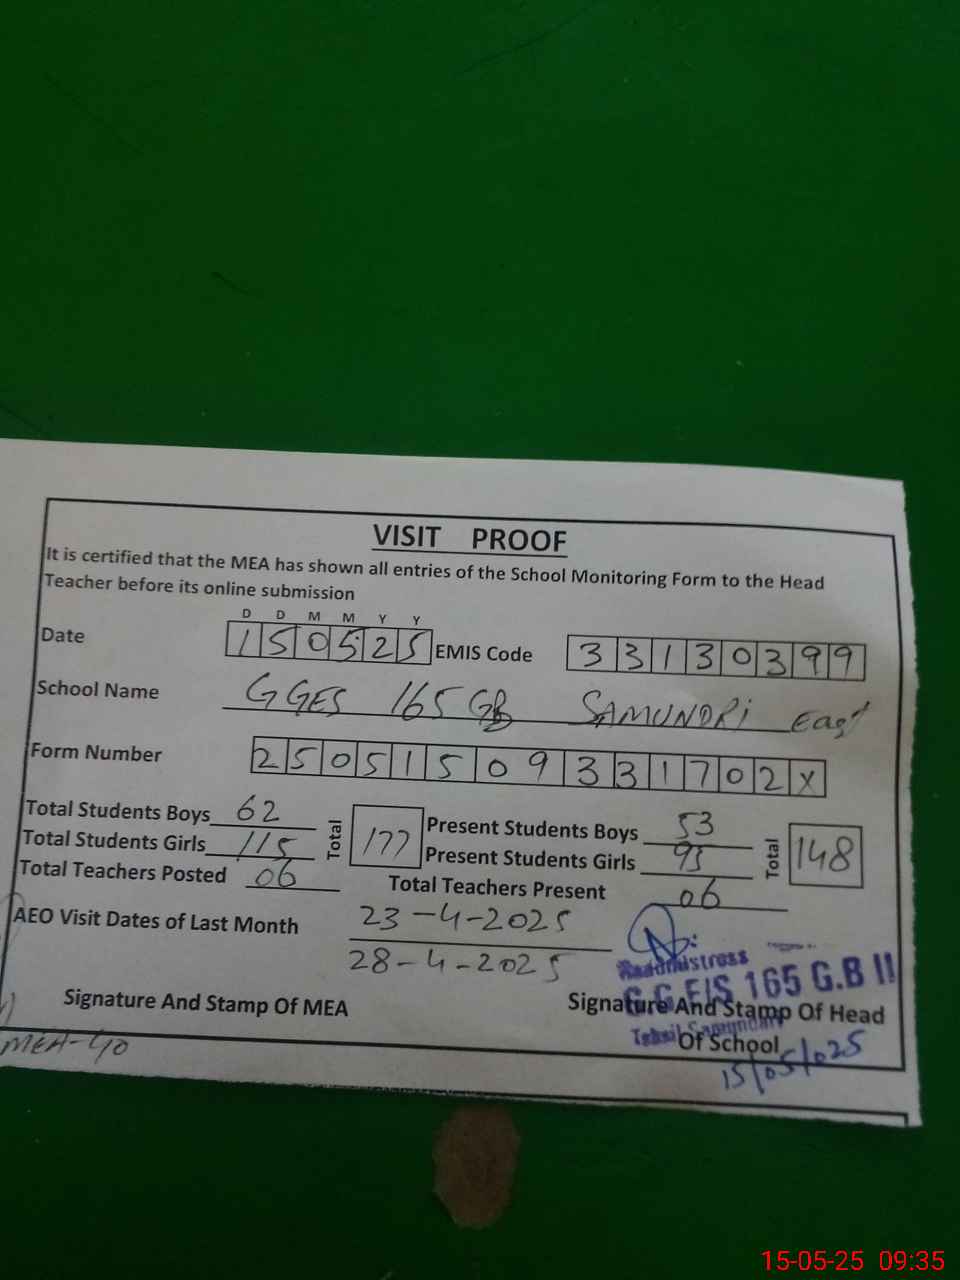 VISIT PROOF
It is certified that the MEA has shown all entries of the School Monitoring Form to the Head
Teacher before its online submission
D D M M Y Y
Date 150525 EMIS Code 33130399
School Name GGES 165 GB SAMUNDRI East
Form Number 25051509331702X
Total Students Boys 62 Total 177 Present Students Boys 53 Total 148
Total Students Girls 115 Present Students Girls 95
Total Teachers Posted 06 Total Teachers Present 06
AEO Visit Dates of Last Month 23-4-2025
28-4-2025
Headmistress
G.G.E/S 165 G.B II
Signature And Stamp Of MEA Signature And Stamp Of Head
Tehsil Samundri
Of School
MEA-40
15/05/025
15-05-25 09:35